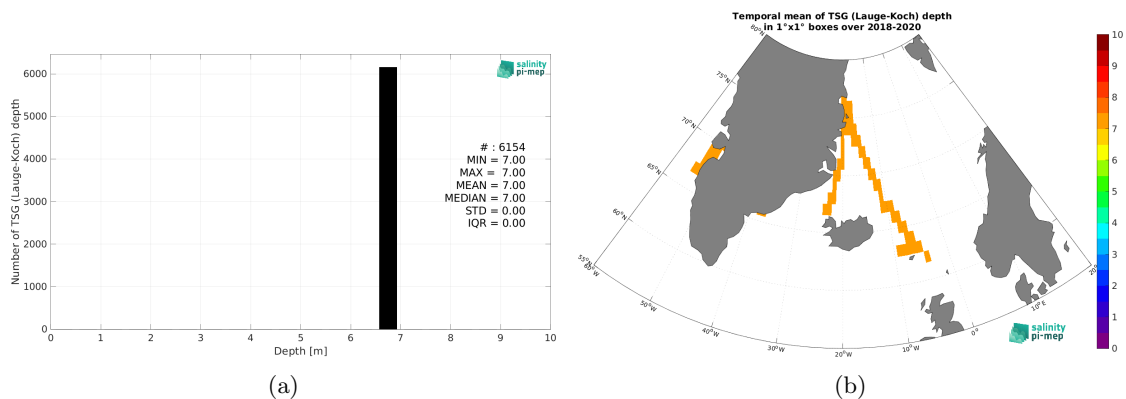 Number of TSG (Lauge-Koch) depth
6000
5000
4000
3000
2000
1000
0
0 1 2 3 4 5 6 7 8 9 10
Depth [m]
salinity
pi-mep
# : 6154
MIN = 7.00
MAX = 7.00
MEAN = 7.00
MEDIAN = 7.00
STD = 0.00
IQR = 0.00
(a)
Temporal mean of TSG (Lauge-Koch) depth
in 1°x1° boxes over 2018-2020
80°N
75°N
70°N
65°N
60°N
55°N
60°W
50°W
40°W
30°W
20°W
10°W
0°
10°E
20°
salinity
pi-mep
10
9
8
7
6
5
4
3
2
1
0
(b)